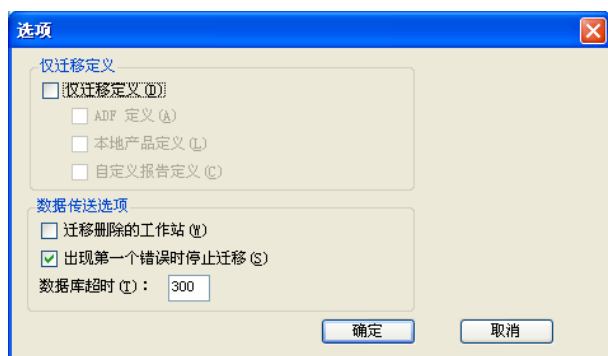 选项
仅迁移定义
仅迁移定义(D)
ADF 定义(A)
本地产品定义(L)
自定义报告定义(C)
数据传送选项
迁移删除的工作站(W)
出现第一个错误时停止迁移(S)
数据库超时(T)： 300
确定 取消